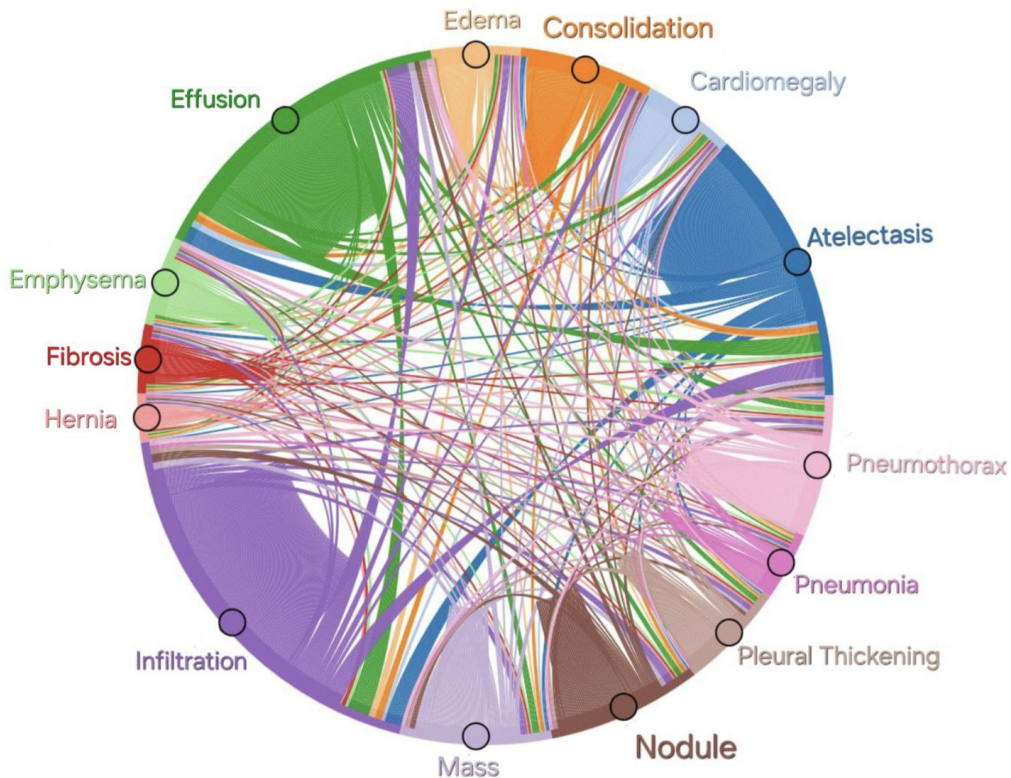 Edema
Consolidation
Cardiomegaly
Effusion
Atelectasis
Emphysema
Fibrosis
Hernia
Pneumothorax
Pneumonia
Infiltration
Pleural Thickening
Nodule
Mass